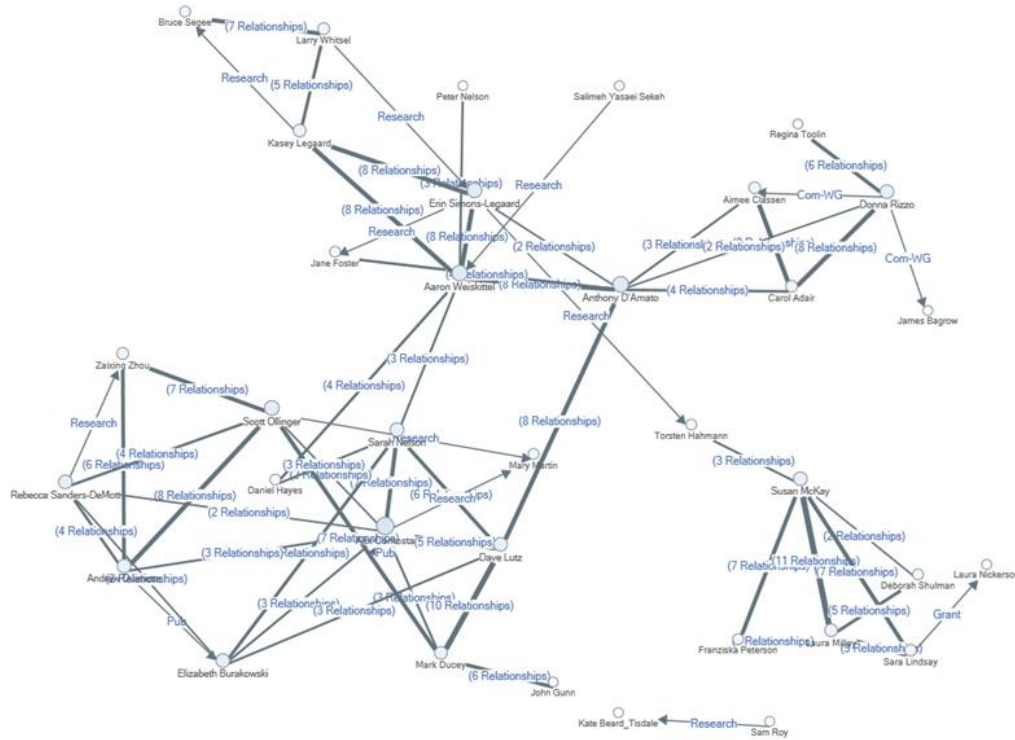 Bruce Segee
(7 Relationships)
Larry Whitsel
Research
(5 Relationships)
Peter Nelson
Salimeh Yasaei Sekeh
Research
Regina Toolin
Kasey Legaard
(6 Relationships)
(8 Relationships)
(3 Relationships)
Research
Erin Simons-Legaard
Aimee Classen
Com-WG
Donna Rizzo
(8 Relationships)
Research
(8 Relationships)
(2 Relationships)
(3
(2 Relationships)
(8 Relationships)
Jane Foster
Com-WG
Aaron Weiskittel
(8 Relationships)
Anthony D'Amato
(4 Relationships)
Carol Adair
Research
James Bagrow
Zaixing Zhou
(3 Relationships)
(7 Relationships)
(4 Relationships)
Scott Ollinger
(8 Relationships)
Research
Torsten Hahmann
Sarah Nelson
(4 Relationships)
(3 Relationships)
(6 Relationships)
Mary Martin
(3 Relationships)
Rebecca Sanders-DeMott
Daniel Hayes
(8 Relationships)
(6
Research
Susan McKay
(2 Relationships)
(4 Relationships)
(7
(5 Relationships)
(2 Relationships)
(3 Relationships)
Pub
Dave Lutz
(11 Relationships)
(7
(7 Relationships)
Laura Nickerson
Deborah Shulman
(3 Relationships)
(3 Relationships)
(10 Relationships)
(5 Relationships)
Grant
Pub
Franziska Peterson
Sara Lindsay
Elizabeth Burakowski
Mark Ducey
(6 Relationships)
John Gunn
Kate Beard_Tisdale
Research
Sam Roy